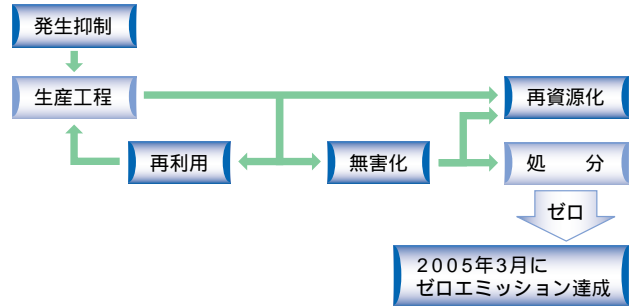 発生抑制
生産工程
再資源化
再利用
無害化
処　分
ゼロ
2005年3月に
ゼロエミッション達成